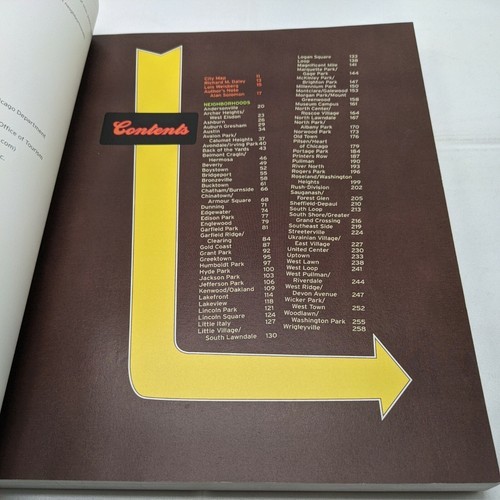 cago Department
Office of Touris
c.
Contents
City Map 11
Richard M. Daley 13
Lois Weisberg 15
Author's Note
Alan Solomon 17
NEIGHBORHOODS
Andersonville 20
Archer Heights/
West Elsdon 23
Ashburn 26
Auburn Gresham 29
Austin 34
Avalon Park/
Calumet Heights 37
Avondale/Irving Park 40
Back of the Yards 43
Belmont Cragin/
Hermosa 46
Beverly 49
Boystown 52
Bridgeport 55
Bronzeville 58
Bucktown 61
Chatham/Burnside 66
Chinatown/
Armour Square 68
Dunning 71
Edgewater 74
Edison Park 77
Englewood 79
Garfield Park 81
Garfield Ridge/
Clearing 84
Gold Coast 87
Grant Park 92
Greektown 95
Humboldt Park 97
Hyde Park 100
Jackson Park 103
Jefferson Park 106
Kenwood/Oakland 109
Lakefront 114
Lakeview 118
Lincoln Park 121
Lincoln Square 124
Little Italy 127
Little Village/
South Lawndale 130
Logan Square 133
Loop 138
Magnificent Mile 141
Marquette Park/
Gage Park 144
McKinley Park/
Brighton Park 147
Millennium Park 150
Montclare/Galewood 153
Morgan Park/Mount
Greenwood 158
Museum Campus 161
North Center/
Roscoe Village 164
North Lawndale 167
North Park/
Albany Park 170
Norwood Park 173
Old Town 176
Pilsen/Heart
of Chicago 179
Portage Park 184
Printers Row 187
Pullman 190
River North 193
Rogers Park 196
Roseland/Washington
Heights 199
Rush-Division 202
Sauganash/
Forest Glen 205
Sheffield-Depaul 210
South Loop 213
South Shore/Greater
Grand Crossing 216
Southeast Side 219
Streeterville 224
Ukrainian Village/
East Village 227
United Center 230
Uptown 233
West Lawn 238
West Loop 241
West Pullman/
Riverdale 244
West Ridge/
Devon Avenue 247
Wicker Park/
West Town 252
Woodlawn/
Washington Park 255
Wrigleyville 258